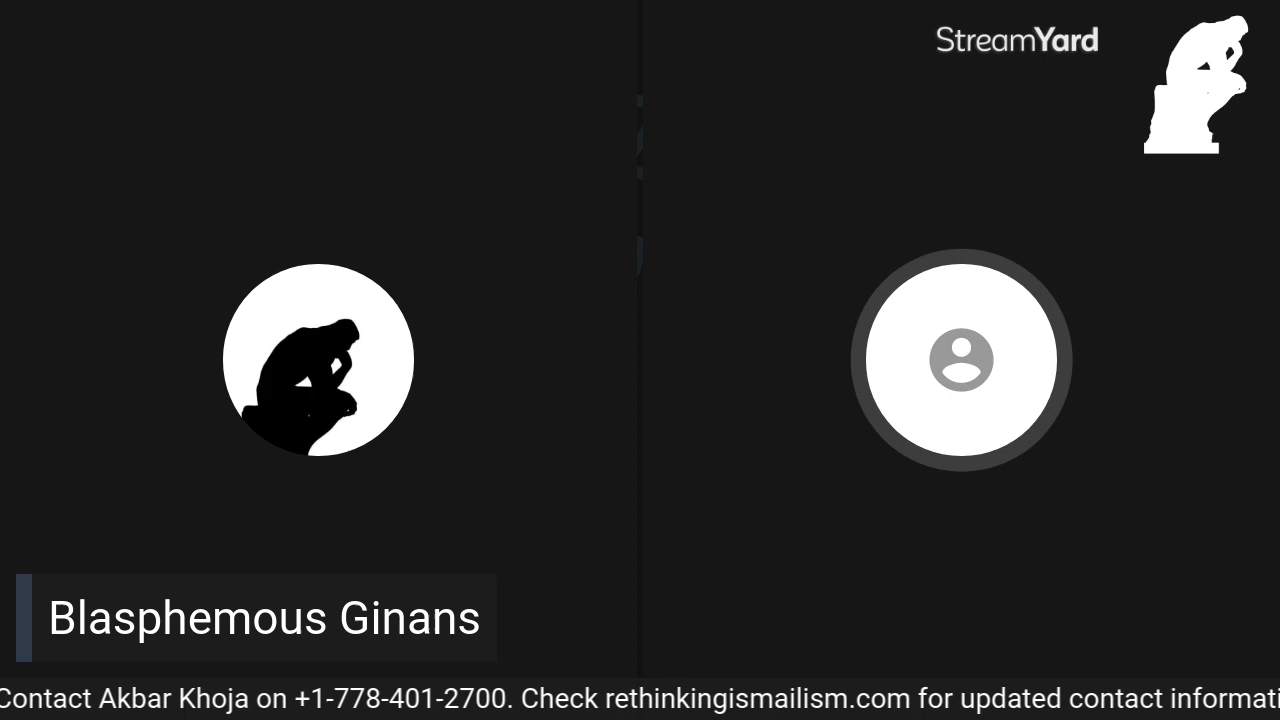 StreamYard
Blasphemous Ginans
Contact Akbar Khoja on +1-778-401-2700. Check rethinkingismailism.com for updated contact informati